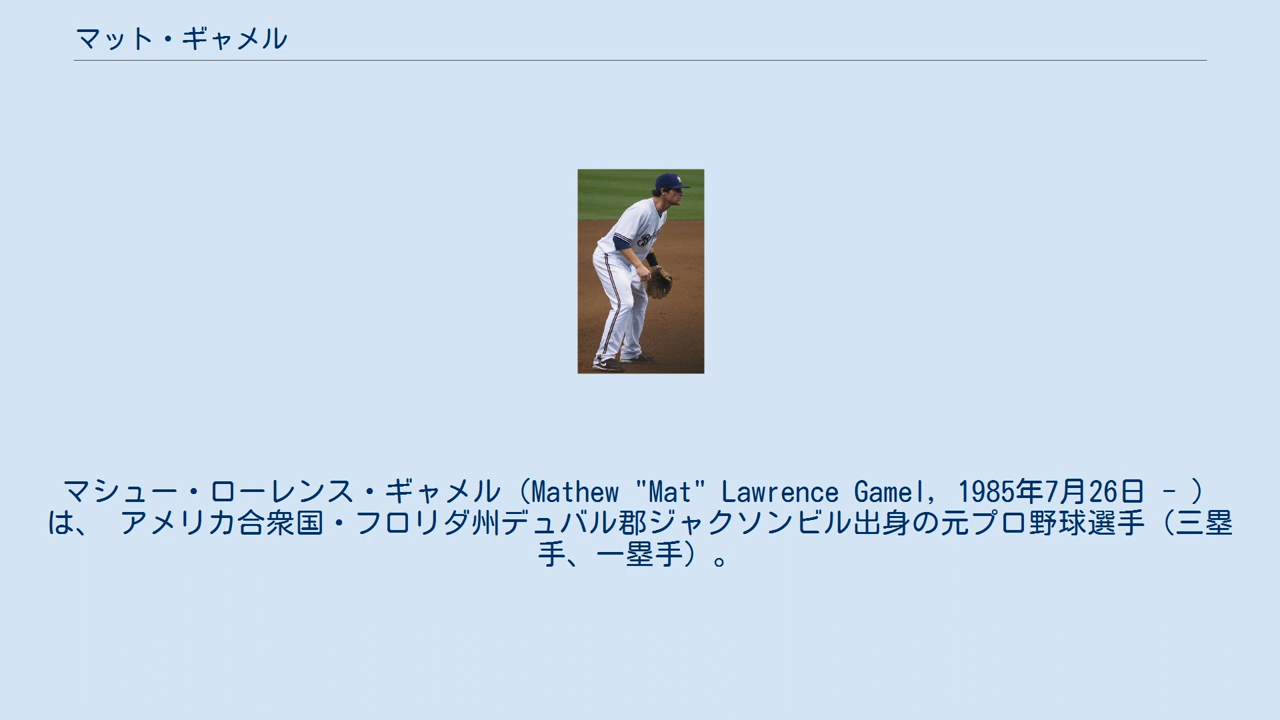 マット・ギャメル
マシュー・ローレンス・ギャメル（Mathew "Mat" Lawrence Gamel, 1985年7月26日 - ）
は、 アメリカ合衆国・フロリダ州デュバル郡ジャクソンビル出身の元プロ野球選手（三塁
手、一塁手）。